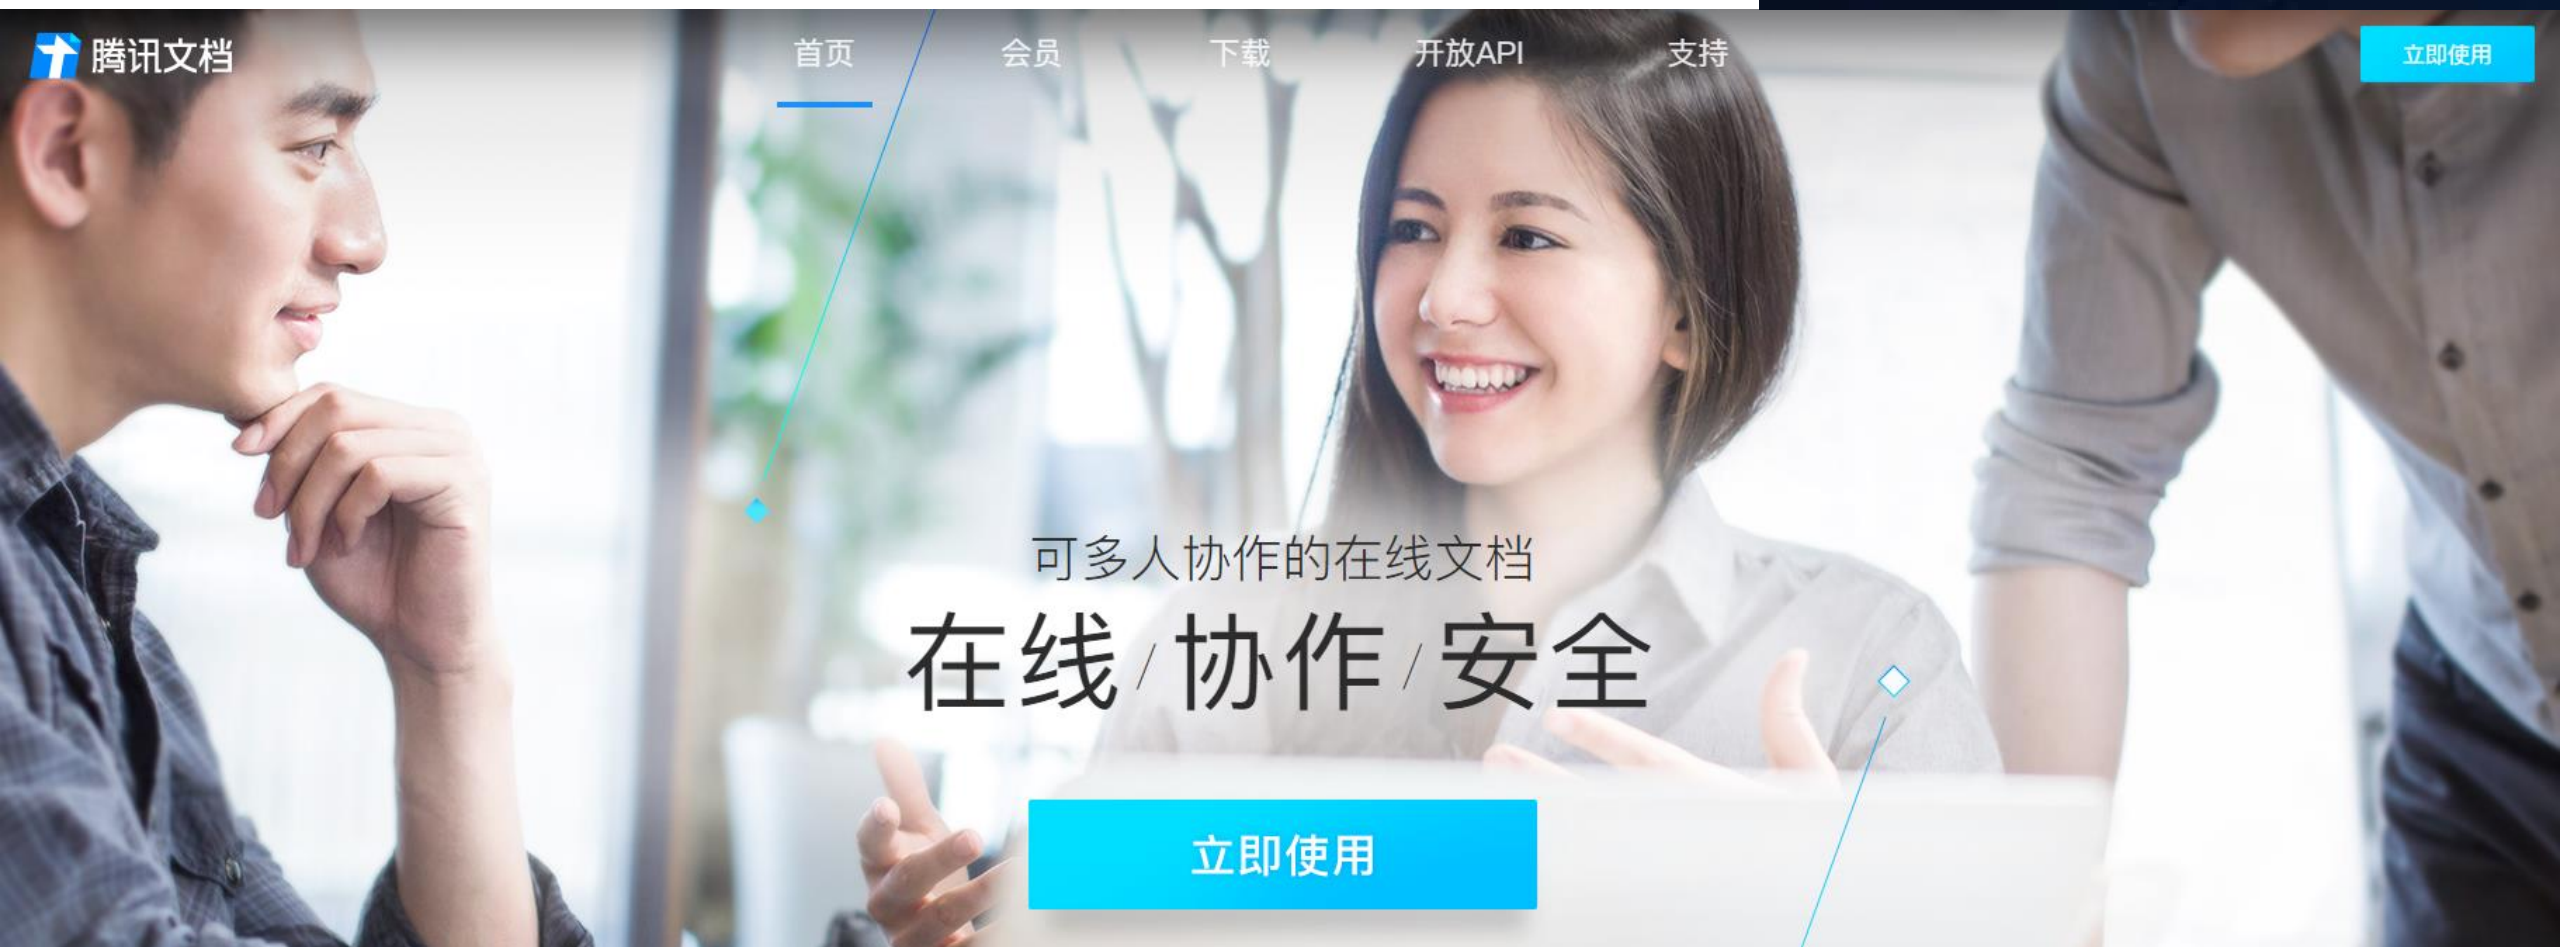 腾讯文档
首页
会员
下载
开放API
支持
立即使用
可多人协作的在线文档
在线/协作/安全
立即使用